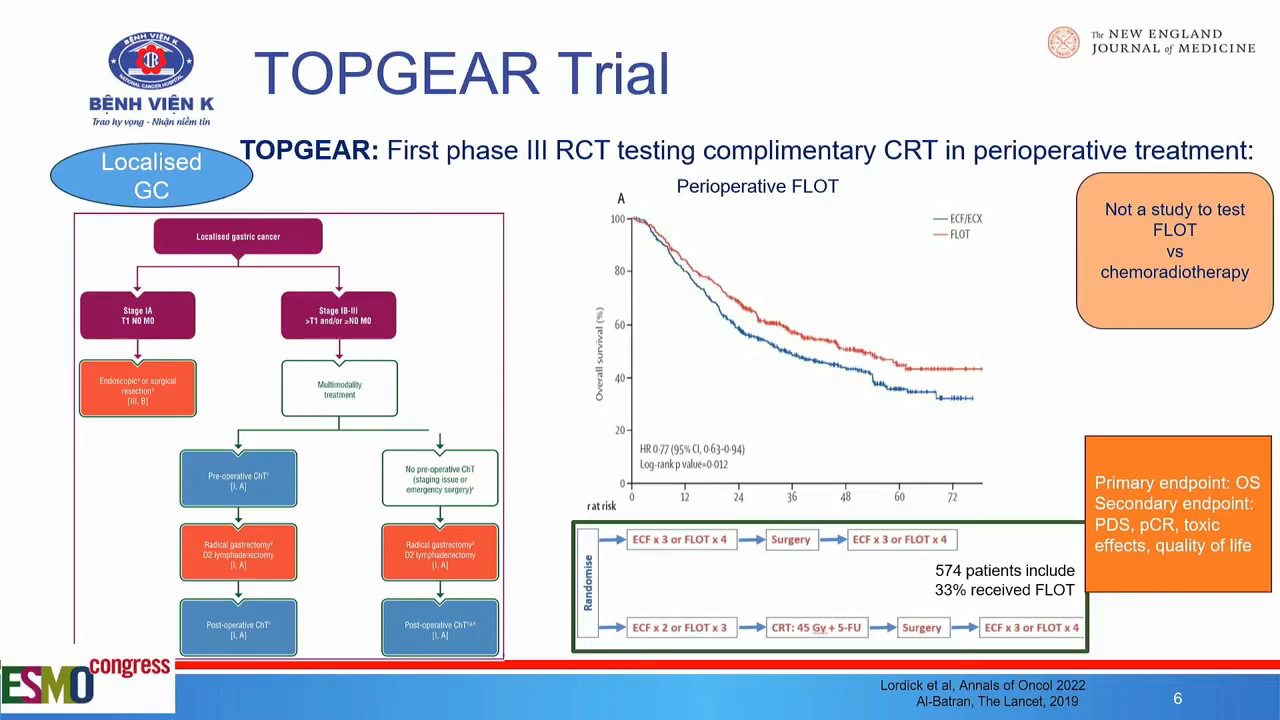 BỆNH VIỆN K
NATIONAL CANCER HOSPITAL
Trao hy vọng - Nhận niềm tin
TOPGEAR Trial
The NEW ENGLAND
JOURNAL of MEDICINE
TOPGEAR: First phase III RCT testing complimentary CRT in perioperative treatment:
Localised
GC
Localised gastric cancer
Stage IA
T1 N0 M0
Stage IB-III
>T1 and/or ≥N0 M0
Endoscopic or surgical
resection
[III, B]
Multimodality
treatment
Pre-operative ChT
[I, A]
No pre-operative ChT
(staging issue or
emergency surgery)
Radical gastrectomy
D2 lymphadenectomy
[I, A]
Radical gastrectomy
D2 lymphadenectomy
[I, A]
Post-operative ChT
[I, A]
Post-operative ChT
[I, A]
Perioperative FLOT
A
ECF/ECX
FLOT
Overall survival (%)
100
80
60
40
20
0
HR 0·77 (95% CI, 0·63-0·94)
Log-rank p value=0·012
0 12 24 36 48 60 72
r at risk
Not a study to test
FLOT
vs
chemoradiotherapy
Primary endpoint: OS
Secondary endpoint:
PDS, pCR, toxic
effects, quality of life
Randomise
ECF x 3 or FLOT x 4
Surgery
ECF x 3 or FLOT x 4
574 patients include
33% received FLOT
ECF x 2 or FLOT x 3
CRT: 45 Gy + 5-FU
Surgery
ECF x 3 or FLOT x 4
ESMO congress
Lordick et al, Annals of Oncol 2022
Al-Batran, The Lancet, 2019
6